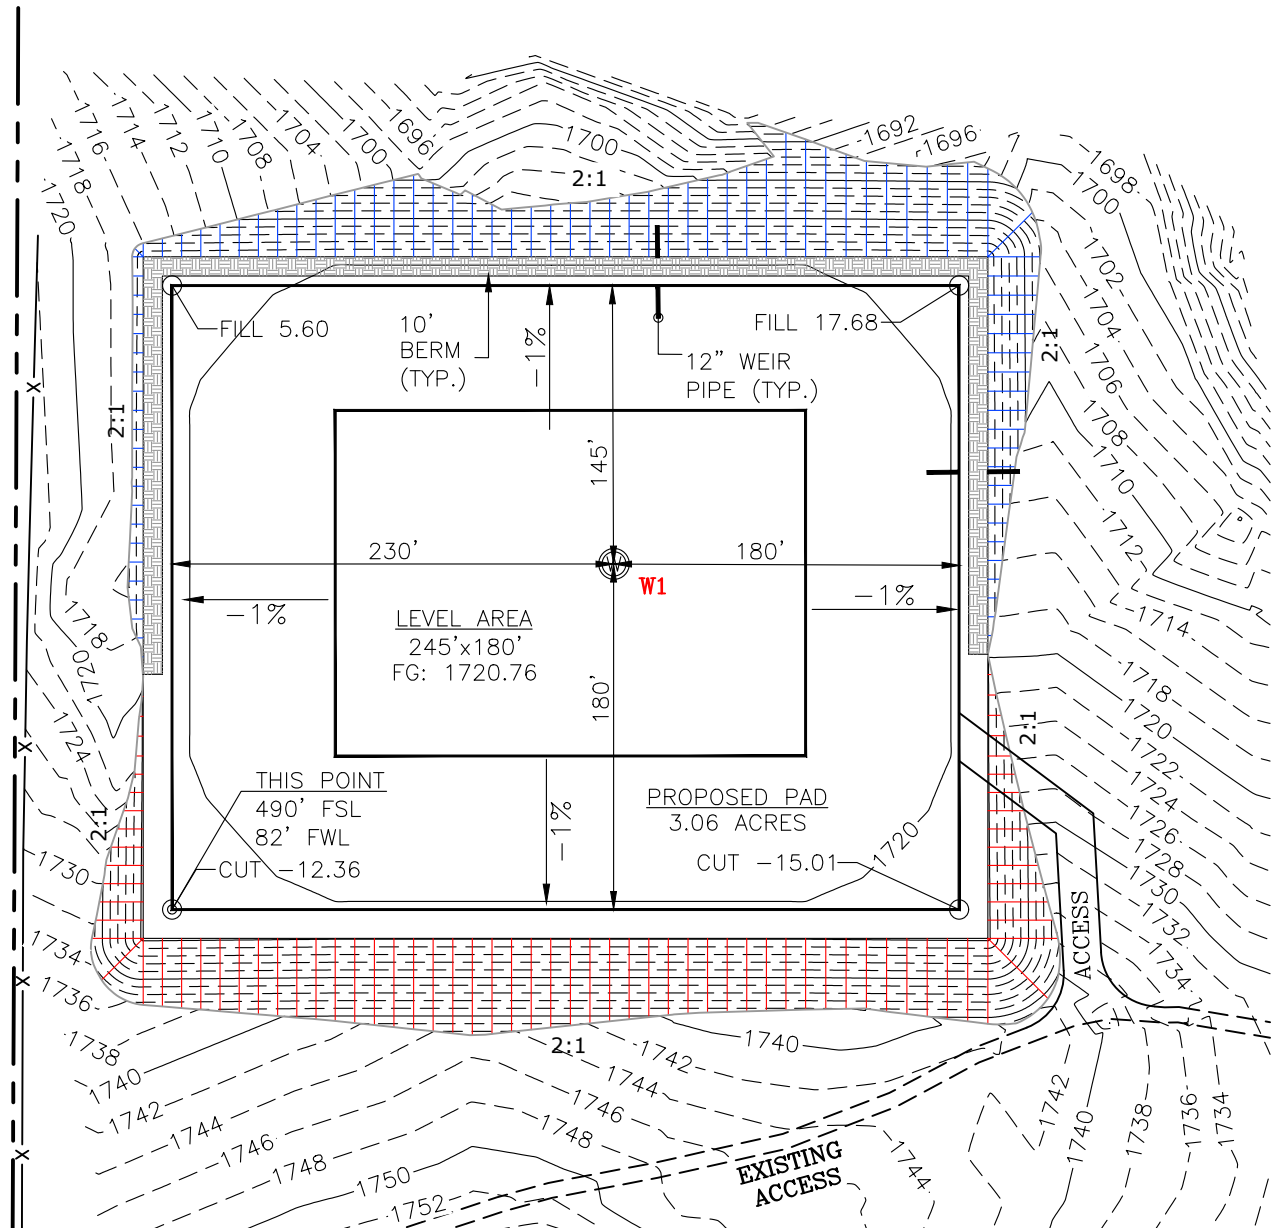 1692
1696
1698
1700
1696
1700
1704
1708
1710
1712
1714
1716
1718
1720
1700
2:1
1702
1704
1706
1708
1710
1712
1714
FILL 5.60
10'
BERM
(TYP.)
-1%
FILL 17.68
12" WEIR
PIPE (TYP.)
2:1
2:1
145'
230'
180'
W
W1
-1%
-1%
LEVEL AREA
245'x180'
FG: 1720.76
180'
1718
1720
1724
2:1
1718
1720
1722
1724
1726
1728
1730
1732
1734
2:1
THIS POINT
490' FSL
82' FWL
CUT -12.36
-1%
PROPOSED PAD
3.06 ACRES
CUT -15.01
1720
ACCESS
1730
1734
1736
1738
1740
1742
1744
1746
1748
1750
1752
2:1
1740
1742
1744
1746
1748
EXISTING
ACCESS
1744
1742
1740
1738
1736
1734
X
X
X
X